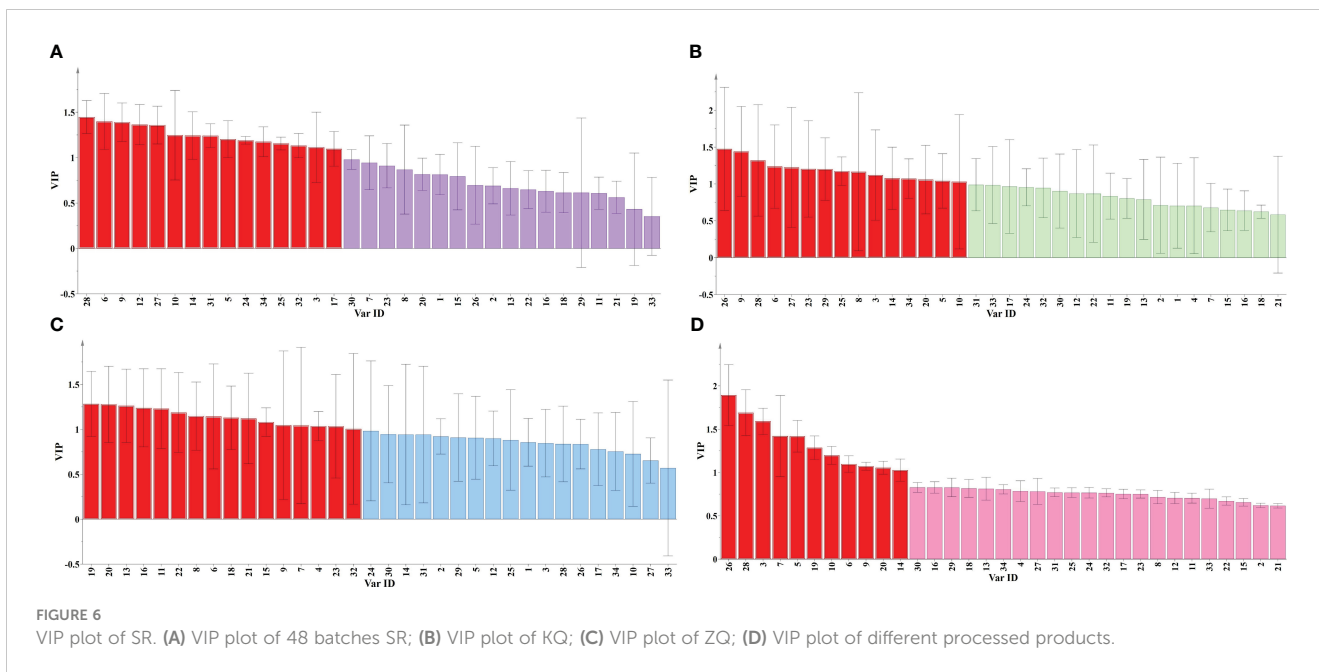 A
1.5
1
0.5
0
-0.5
VIP
28 6 9 12 27 10 14 31 5 24 34 25 32 3 17 30 7 23 8 20 1 15 26 2 13 22 16 18 29 11 21 19 33
Var ID
B
2
1.5
1
0.5
0
-0.5
VIP
26 9 28 6 27 23 29 25 8 3 14 34 20 5 10 31 33 17 24 32 30 12 22 11 19 13 2 1 4 7 15 16 18 21
Var ID
C
1.5
1
0.5
0
-0.5
VIP
19 20 13 16 11 22 8 6 18 21 15 9 7 4 23 32 24 30 14 31 2 29 5 12 25 1 3 28 26 17 34 10 27 33
Var ID
D
2
1.5
1
0.5
0
VIP
26 28 3 7 5 19 10 6 9 20 14 30 16 29 18 13 34 4 27 31 25 24 32 1 17 23 8 12 11 33 22 15 2 21
Var ID
FIGURE 6
VIP plot of SR. (A) VIP plot of 48 batches SR; (B) VIP plot of KQ; (C) VIP plot of ZQ; (D) VIP plot of different processed products.